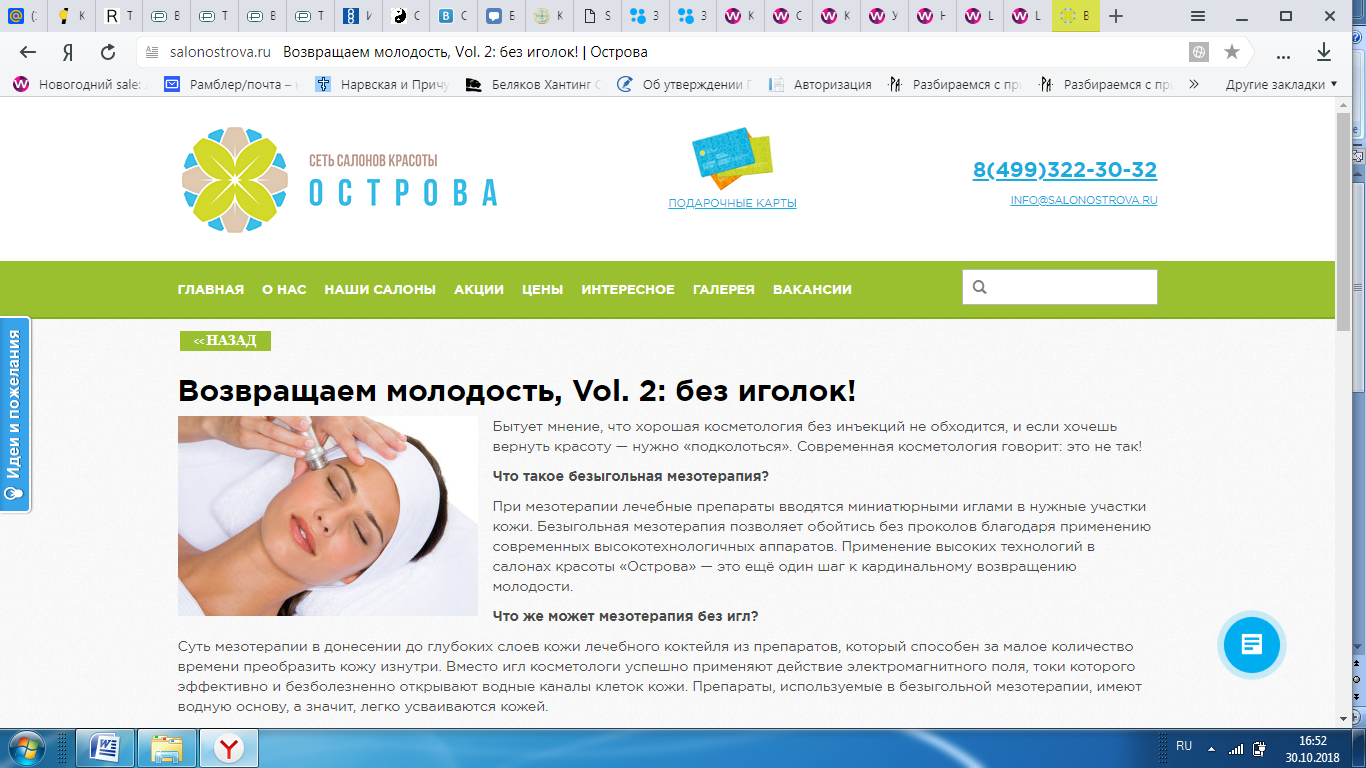 salonostrova.ru Возвращаем молодость, Vol. 2: без иголок! | Острова
Новогодний sale: Рамблер/почта – Нарвская и Причу Беляков Хантинг Об утверждении Авторизация Разбираемся с Разбираемся с » Другие закладки
СЕТЬ САЛОНОВ КРАСОТЫ
ОСТРОВА
ПОДАРОЧНЫЕ КАРТЫ
8(499)322-30-32
INFO@SALONOSTROVA.RU
ГЛАВНАЯ О НАС НАШИ САЛОНЫ АКЦИИ ЦЕНЫ ИНТЕРЕСНОЕ ГАЛЕРЕЯ ВАКАНСИИ
Идеи и пожелания
<< НАЗАД
Возвращаем молодость, Vol. 2: без иголок!
Бытует мнение, что хорошая косметология без инъекций не обходится, и если хочешь
вернуть красоту — нужно «подколоться». Современная косметология говорит: это не так!
Что такое безыгольная мезотерапия?
При мезотерапии лечебные препараты вводятся миниатюрными иглами в нужные участки
кожи. Безыгольная мезотерапия позволяет обойтись без проколов благодаря применению
современных высокотехнологичных аппаратов. Применение высоких технологий в
салонах красоты «Острова» — это ещё один шаг к кардинальному возвращению
молодости.
Что же может мезотерапия без игл?
Суть мезотерапии в донесении до глубоких слоев кожи лечебного коктейля из препаратов, который способен за малое количество
времени преобразить кожу изнутри. Вместо игл косметологи успешно применяют действие электромагнитного поля, токи которого
эффективно и безболезненно открывают водные каналы клеток кожи. Препараты, используемые в безыгольной мезотерапии, имеют
водную основу, а значит, легко усваиваются кожей.
RU
16:52
30.10.2018